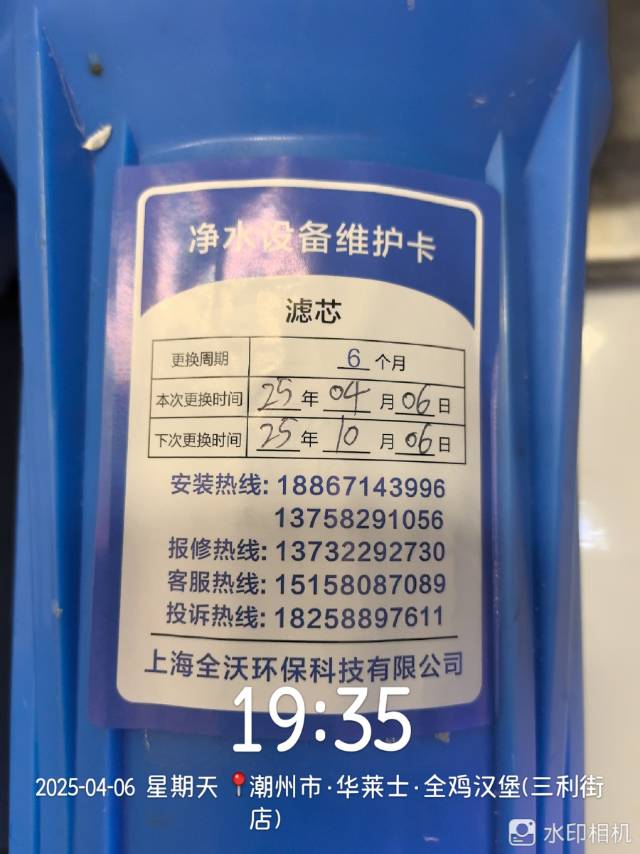 净水设备维护卡
滤芯
更换周期 6 个月
本次更换时间 25 年 04 月 06 日
下次更换时间 25 年 10 月 06 日
安装热线: 18867143996
13758291056
报修热线: 13732292730
客服热线: 15158087089
投诉热线: 18258897611
上海全沃环保科技有限公司
19:35
2025-04-06 星期天 潮州市·华莱士·全鸡汉堡(三利街
店)
水印相机